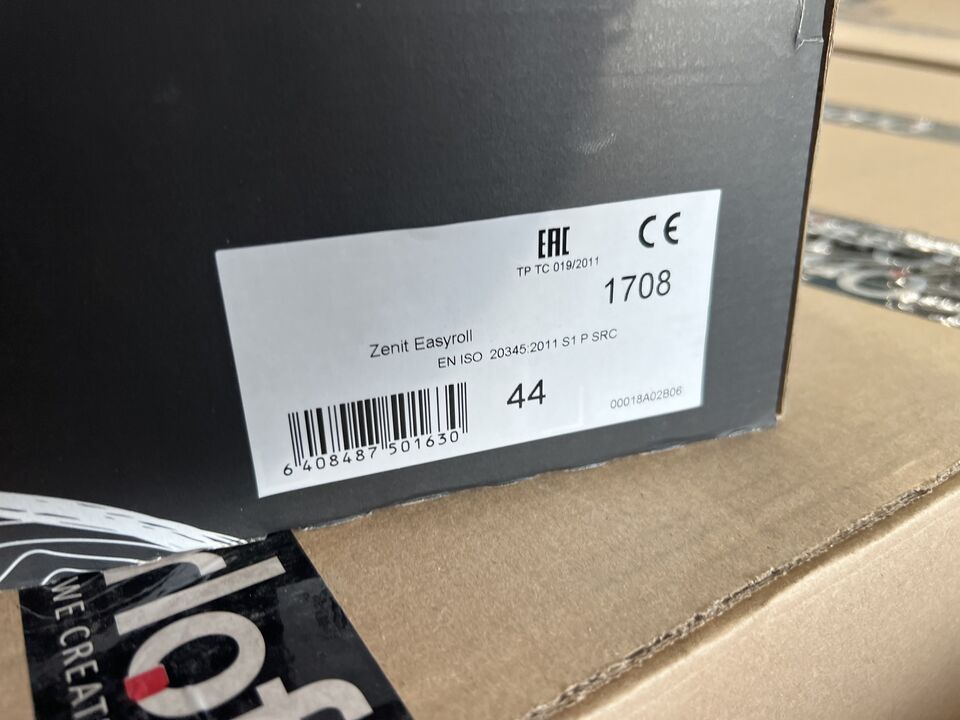 EAC
CE
TP TC 019/2011
1708
Zenit Easyroll
EN ISO 20345:2011 S1 P SRC
44
00018A02B06
6 408487 501630
WE CREAT